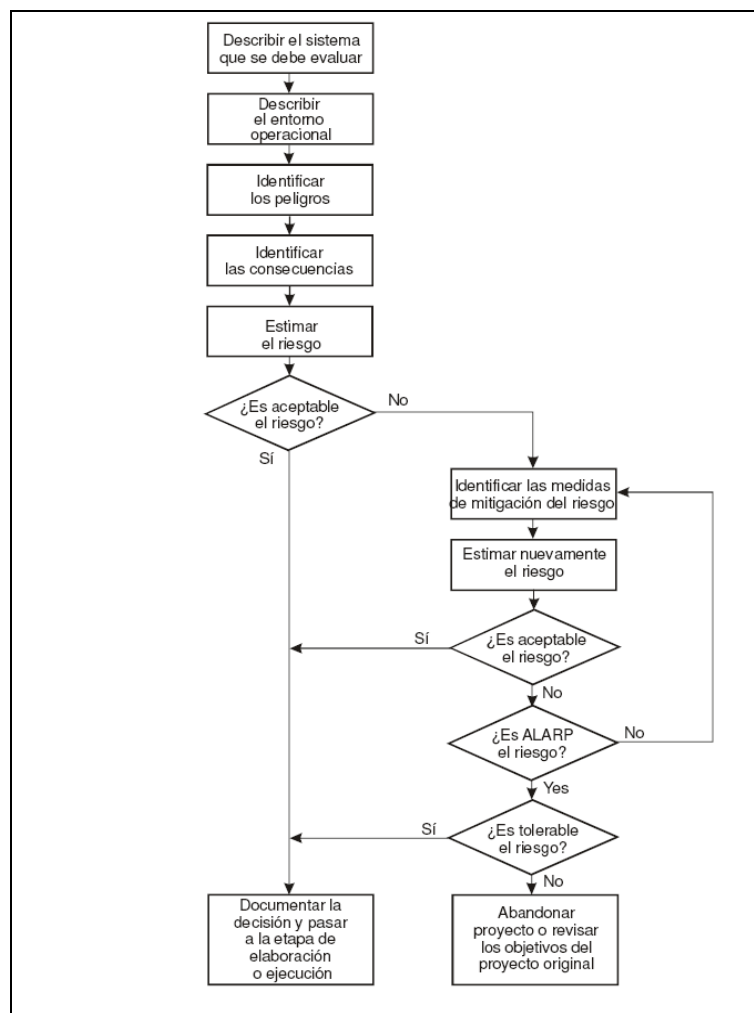 Describir el sistema
que se debe evaluar
Describir
el entorno
operacional
Identificar
los peligros
Identificar
las consecuencias
Estimar
el riesgo
¿Es aceptable
el riesgo?
No
Sí
Identificar las medidas
de mitigación del riesgo
Estimar nuevamente
el riesgo
Sí
¿Es aceptable
el riesgo?
No
¿Es ALARP
el riesgo?
No
Yes
Sí
¿Es tolerable
el riesgo?
No
Documentar la
decisión y pasar
a la etapa de
elaboración
o ejecución
Abandonar
proyecto o revisar
los objetivos del
proyecto original